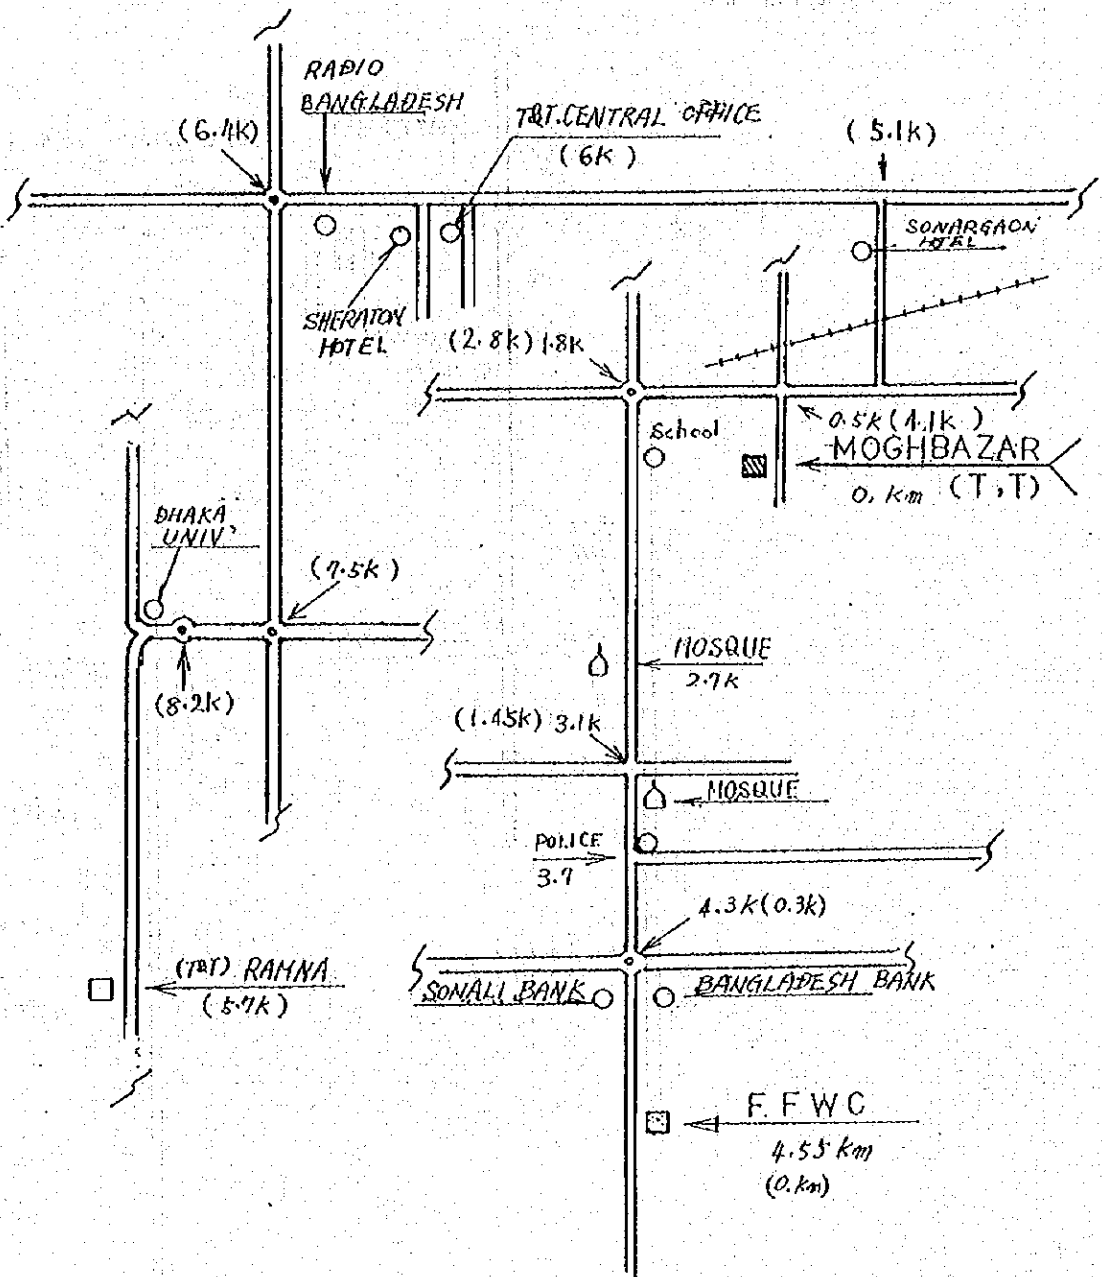 RADIO
BANGLADESH
T&T.CENTRAL OFFICE
(6K)
(6.4K)
(5.1K)
SONARGAON
HOTEL
SHERATON
HOTEL
(2.8K) 1.8K
0.5K (4.1K)
School
MOGHBAZAR
0. Km (T,T)
DHAKA
UNIV.
(7.5K)
(8.2K)
MOSQUE
2.7K
(1.45K) 3.1K
MOSQUE
POLICE
3.7
4.3K(0.3K)
(T&T) RAMNA
(5.7K)
SONALI BANK
BANGLADESH BANK
F.F W C
4.55 Km
(0.Km)